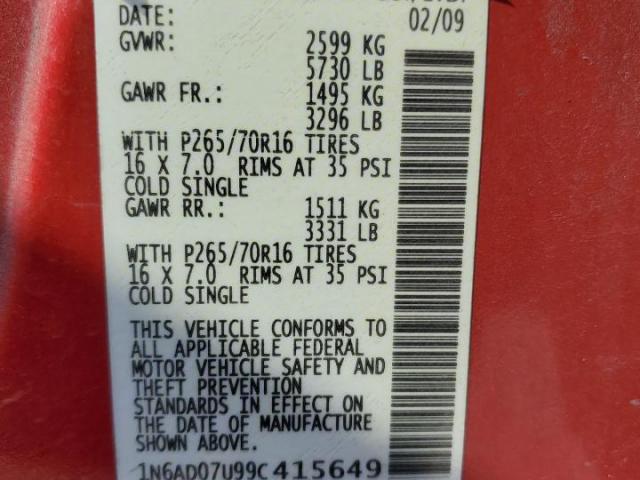 DATE: 02/09
GVWR: 2599 KG
5730 LB
GAWR FR.: 1495 KG
3296 LB
WITH P265/70R16 TIRES
16 X 7.0 RIMS AT 35 PSI
COLD SINGLE
GAWR RR.: 1511 KG
3331 LB
WITH P265/70R16 TIRES
16 X 7.0 RIMS AT 35 PSI
COLD SINGLE
THIS VEHICLE CONFORMS TO
ALL APPLICABLE FEDERAL
MOTOR VEHICLE SAFETY AND
THEFT PREVENTION
STANDARDS IN EFFECT ON
THE DATE OF MANUFACTURE
SHOWN ABOVE.
1N6AD07U99C415649